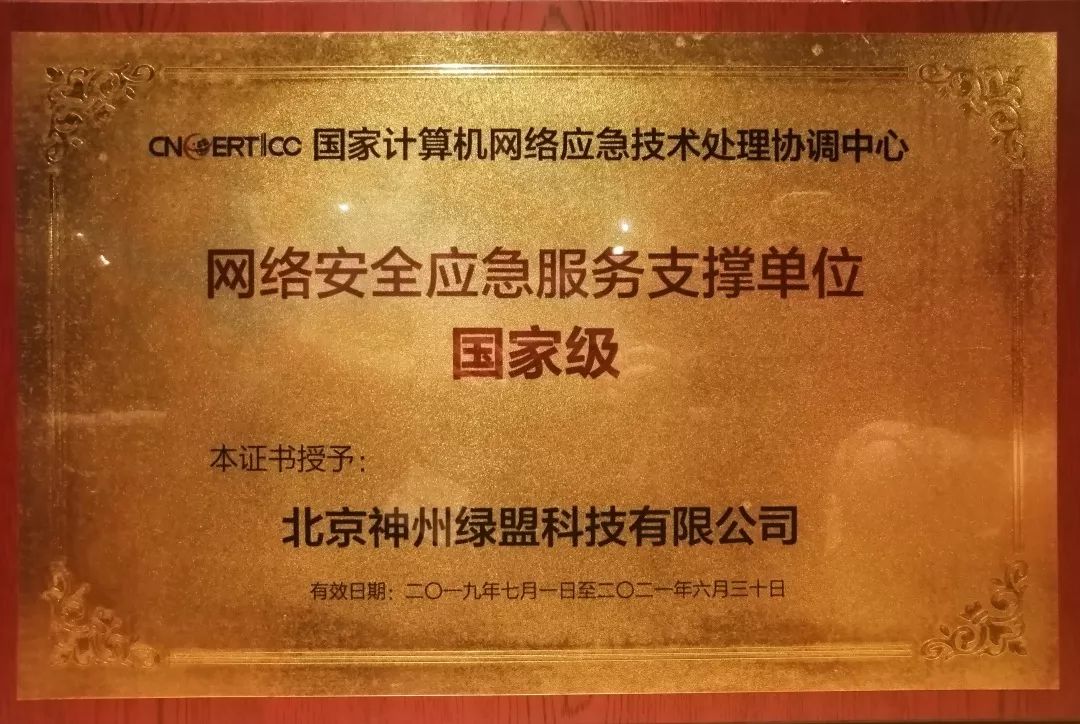 CNCERT/CC 国家计算机网络应急技术处理协调中心
网络安全应急服务支撑单位
国家级
本证书授予：
北京神州绿盟科技有限公司
有效日期：二〇一九年七月一日至二〇二一年六月三十日